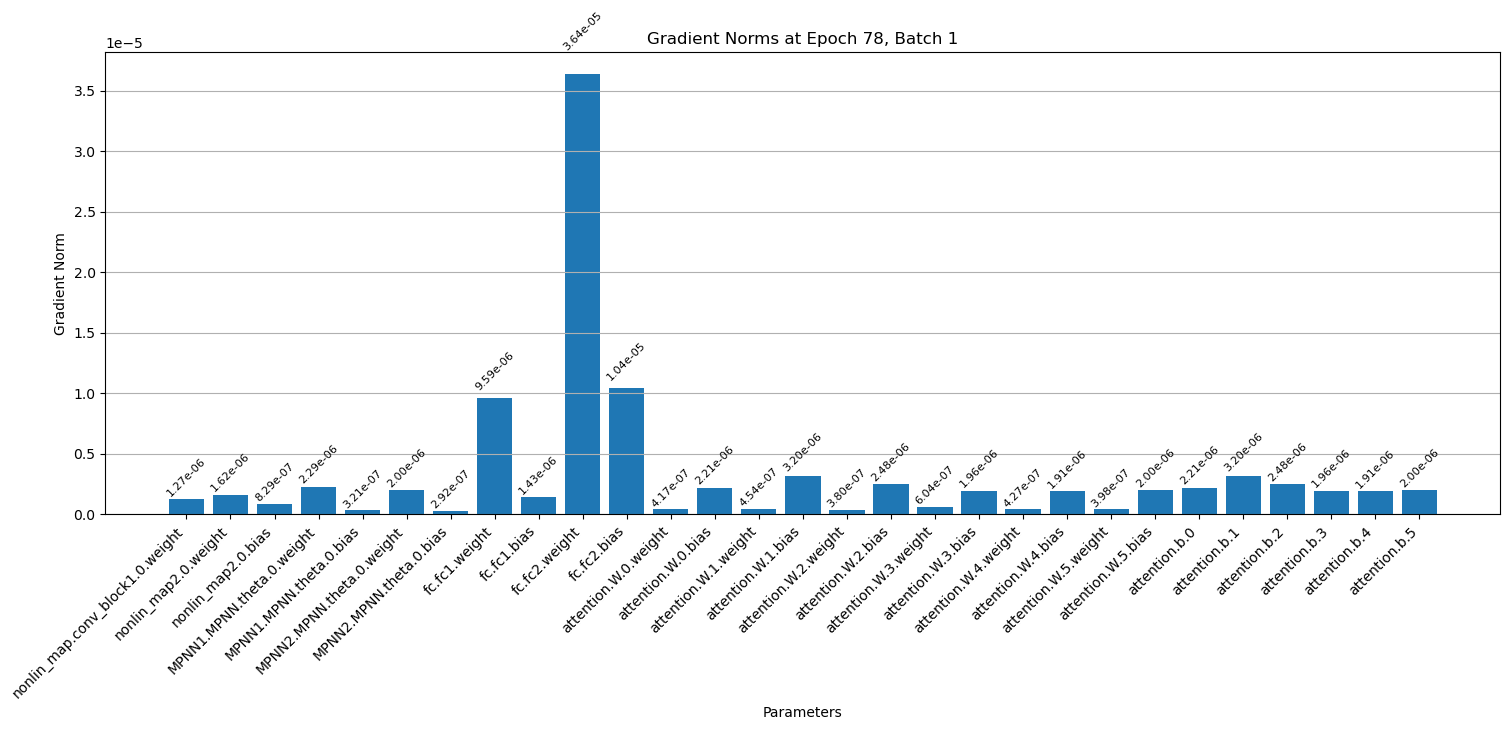 Gradient Norms at Epoch 78, Batch 1
1e−5
Gradient Norm
3.5
3.0
2.5
2.0
1.5
1.0
0.5
0.0
1.27e-06
1.62e-06
8.29e-07
2.29e-06
3.21e-07
2.00e-06
2.92e-07
9.59e-06
1.43e-06
3.64e-05
1.04e-05
4.17e-07
2.21e-06
4.54e-07
3.20e-06
3.80e-07
2.48e-06
6.04e-07
1.96e-06
4.27e-07
1.91e-06
3.98e-07
2.00e-06
2.21e-06
3.20e-06
2.48e-06
1.96e-06
1.91e-06
2.00e-06
nonlin_map.conv_block1.0.weight
nonlin_map2.0.weight
nonlin_map2.0.bias
MPNN1.MPNN.theta.0.weight
MPNN1.MPNN.theta.0.bias
MPNN2.MPNN.theta.0.weight
MPNN2.MPNN.theta.0.bias
fc.fc1.weight
fc.fc1.bias
fc.fc2.weight
fc.fc2.bias
attention.W.0.weight
attention.W.0.bias
attention.W.1.weight
attention.W.1.bias
attention.W.2.weight
attention.W.2.bias
attention.W.3.weight
attention.W.3.bias
attention.W.4.weight
attention.W.4.bias
attention.W.5.weight
attention.W.5.bias
attention.b.0
attention.b.1
attention.b.2
attention.b.3
attention.b.4
attention.b.5
Parameters